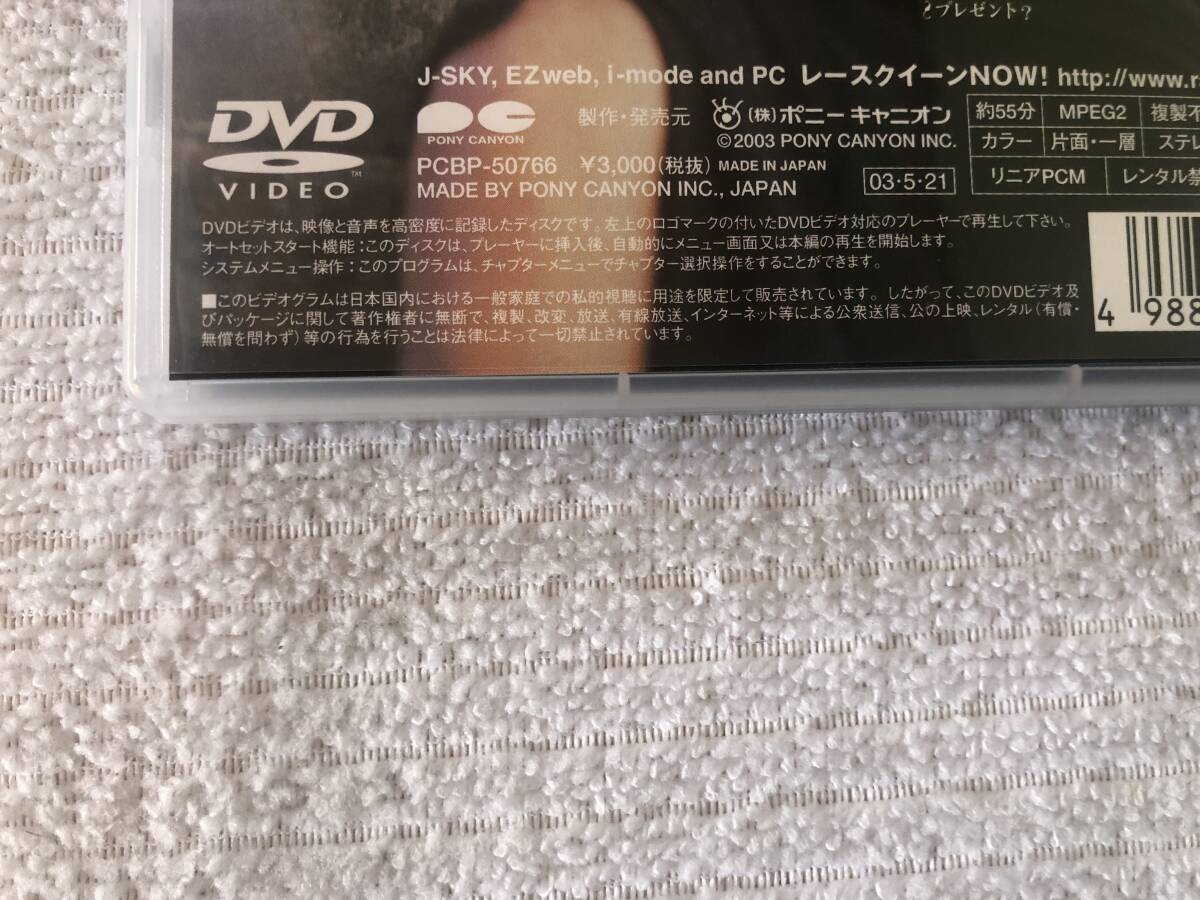 プレゼント?
J-SKY, EZweb, i-mode and PC レースクイーンNOW! http://www.
DVD
VIDEO
TM
PONY CANYON
製作・発売元 (株)ポニーキャニオン
©2003 PONY CANYON INC.
PCBP-50766 ¥3,000(税抜) MADE IN JAPAN
MADE BY PONY CANYON INC., JAPAN
03・5・21
約55分 MPEG2 複製不
カラー 片面・一層 ステレ
リニアPCM レンタル禁
DVDビデオは、映像と音声を高密度に記録したディスクです。左上のロゴマークの付いたDVDビデオ対応のプレーヤーで再生して下さい。
オートセットスタート機能:このディスクは、プレーヤーに挿入後、自動的にメニュー画面又は本編の再生を開始します。
システムメニュー操作:このプログラムは、チャプターメニューでチャプター選択操作をすることができます。
■このビデオグラムは日本国内における一般家庭での私的視聴に用途を限定して販売されています。したがって、このDVDビデオ及
びパッケージに関して著作権者に無断で、複製、改変、放送、有線放送、インターネット等による公衆送信、公の上映、レンタル(有償・
無償を問わず)等の行為を行うことは法律によって一切禁止されています。
4 988